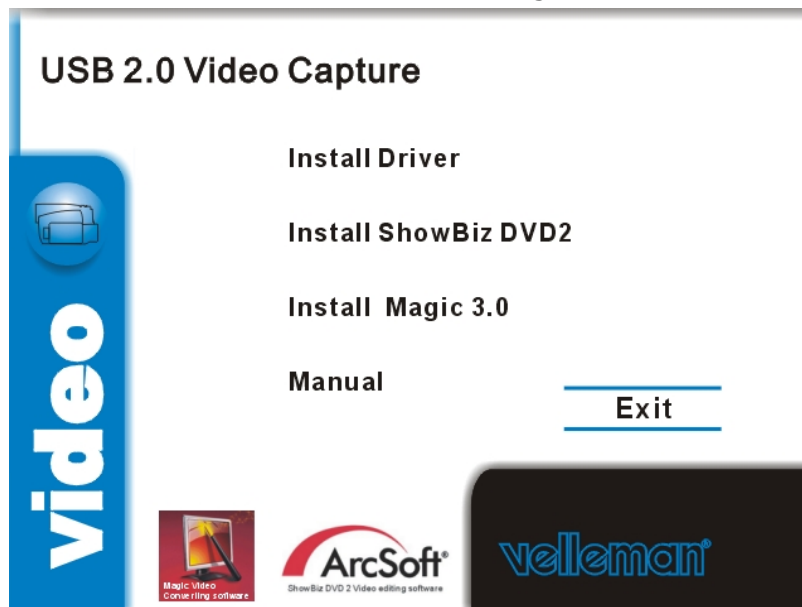 USB 2.0 Video Capture
Install Driver
Install ShowBiz DVD2
Install Magic 3.0
Manual
Exit
video
Magic Video
Converting software
ArcSoft®
ShowBiz DVD 2 Video editing software
velleman®